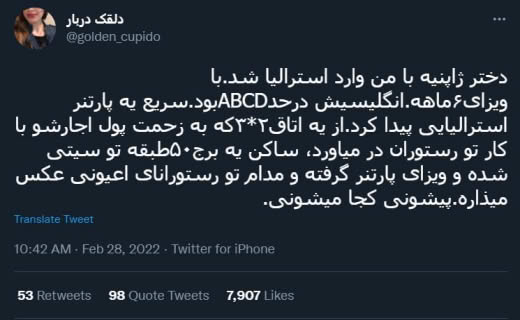 دلقک دربار
@golden_cupido
دختر ژاپنیه با من وارد استرالیا شد.با
ویزای۶ماهه.انگلیسیش درحدABCDبود.سریع یه پارتنر
استرالیایی پیدا کرد.از یه اتاق۲*۳که به زحمت پول اجارشو با
کار تو رستوران در میاورد، ساکن یه برج۵۰طبقه تو سیتی
شده و ویزای پارتنر گرفته و مدام تو رستورانای اعیونی عکس
میذاره.پیشونی کجا میشونی.
Translate Tweet
10:42 AM · Feb 28, 2022 · Twitter for iPhone
53 Retweets 98 Quote Tweets 7,907 Likes